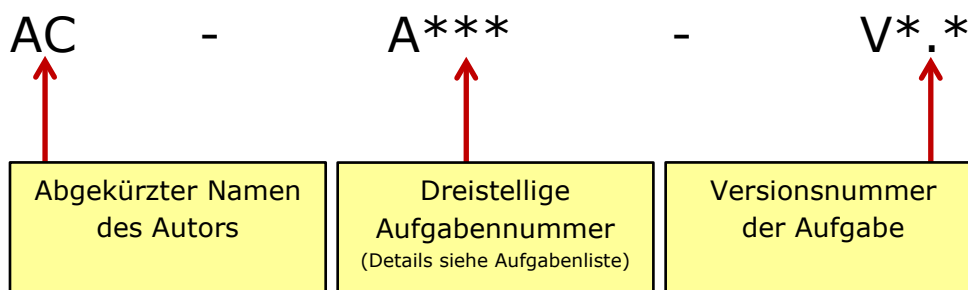 AC - A*** - V*.*
Abgekürzter Namen
des Autors
Dreistellige
Aufgabennummer
(Details siehe Aufgabenliste)
Versionsnummer
der Aufgabe